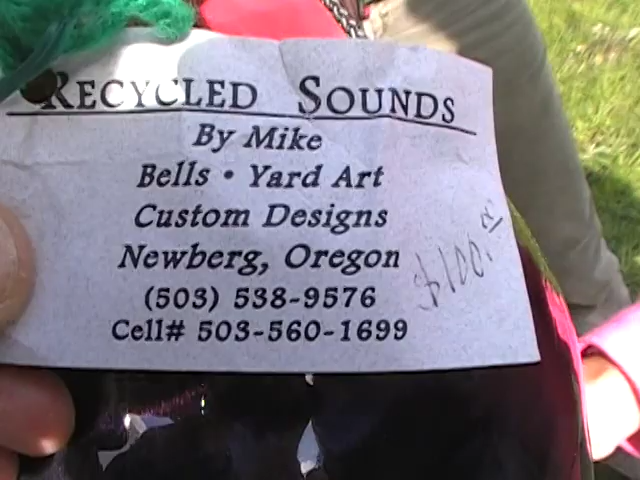 RECYCLED SOUNDS
By Mike
Bells • Yard Art
Custom Designs
Newberg, Oregon
(503) 538-9576
Cell# 503-560-1699
$100.